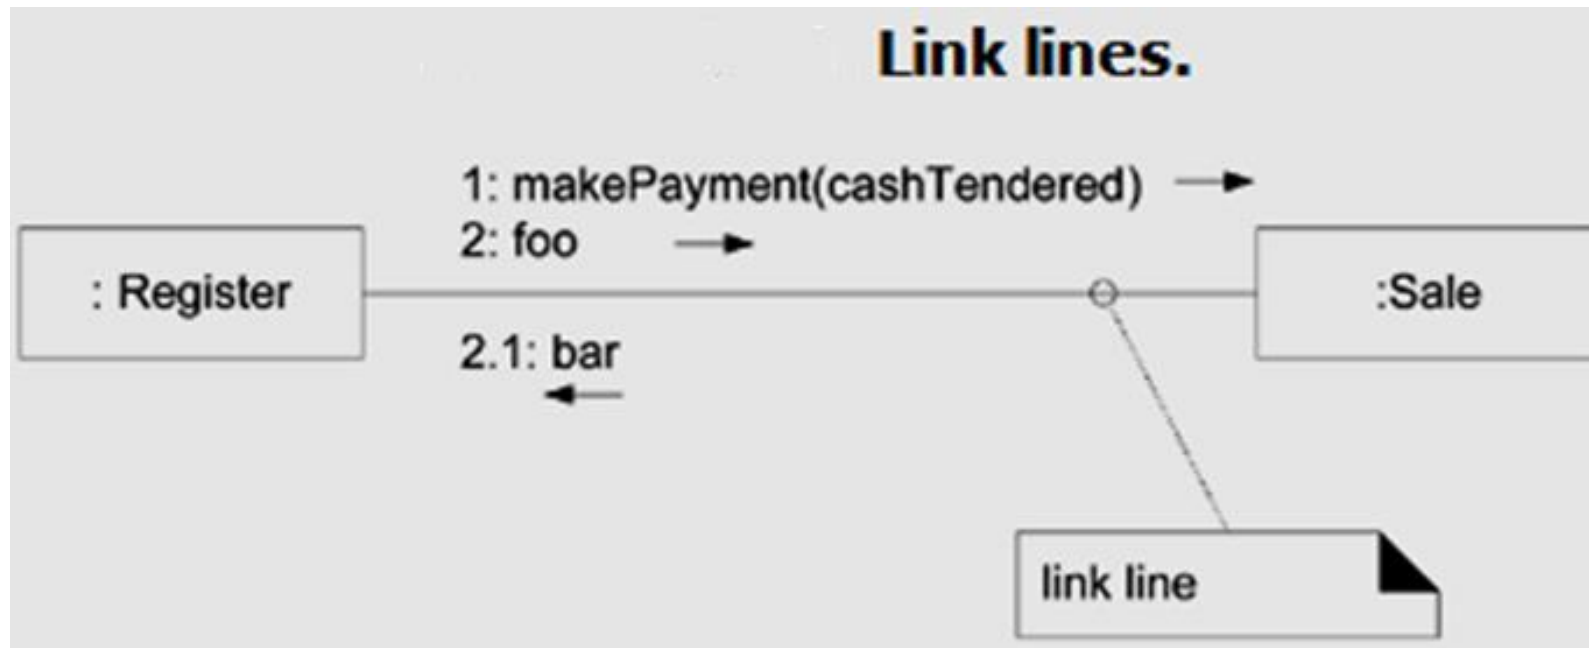 Link lines.
1: makePayment(cashTendered)
2: foo
: Register
:Sale
2.1: bar
link line